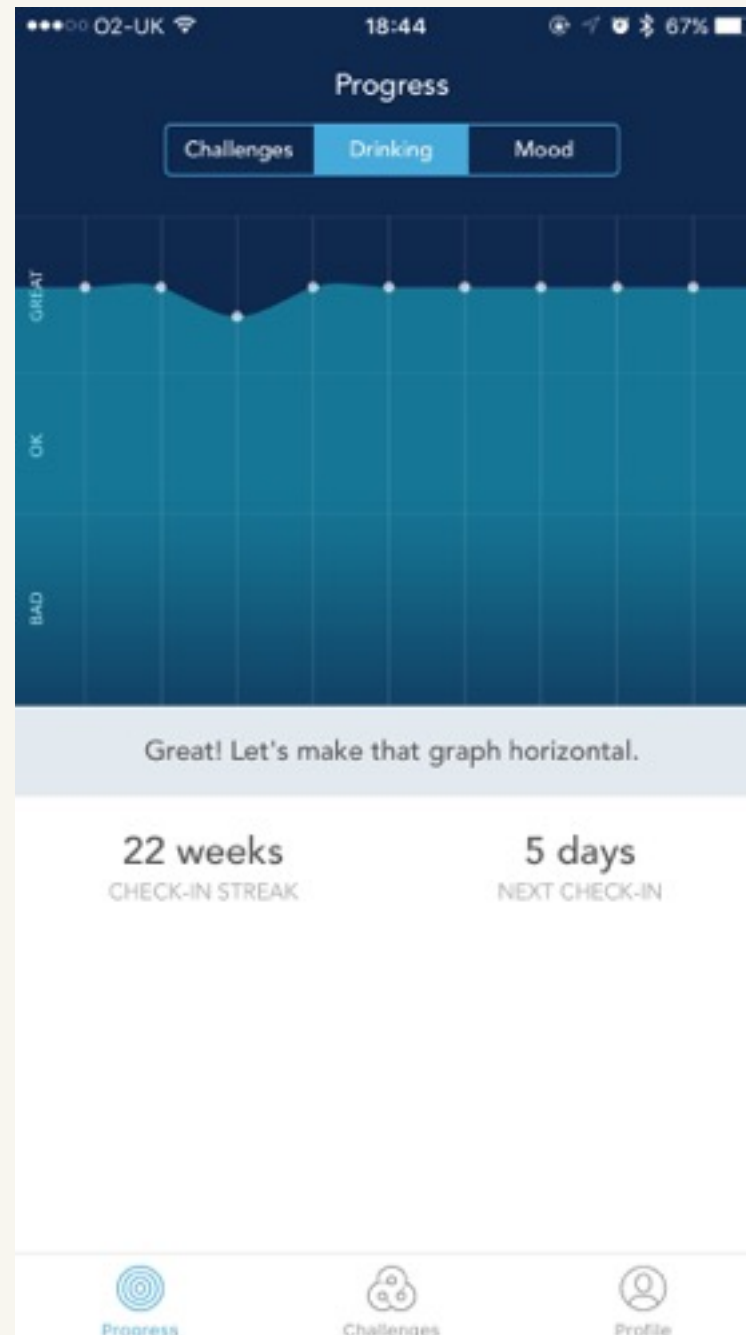 O2-UK 18:44 67%
Progress
Challenges Drinking Mood
GREAT
OK
BAD
Great! Let's make that graph horizontal.
22 weeks 5 days
CHECK-IN STREAK NEXT CHECK-IN
Progress Challenges Profile